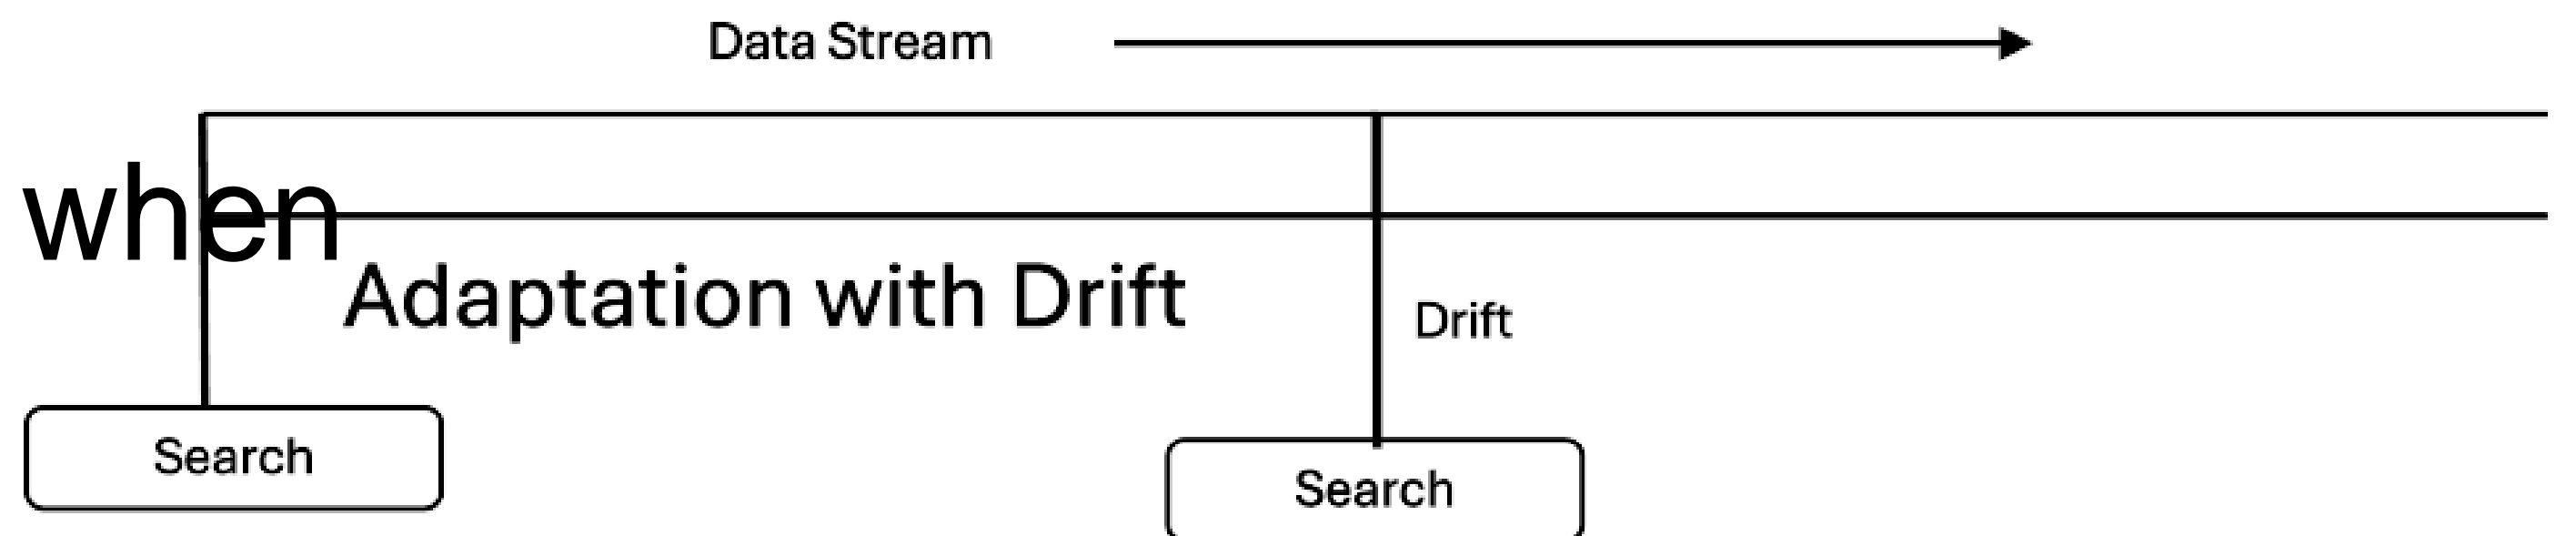 Data Stream
when
Adaptation with Drift
Drift
Search
Search